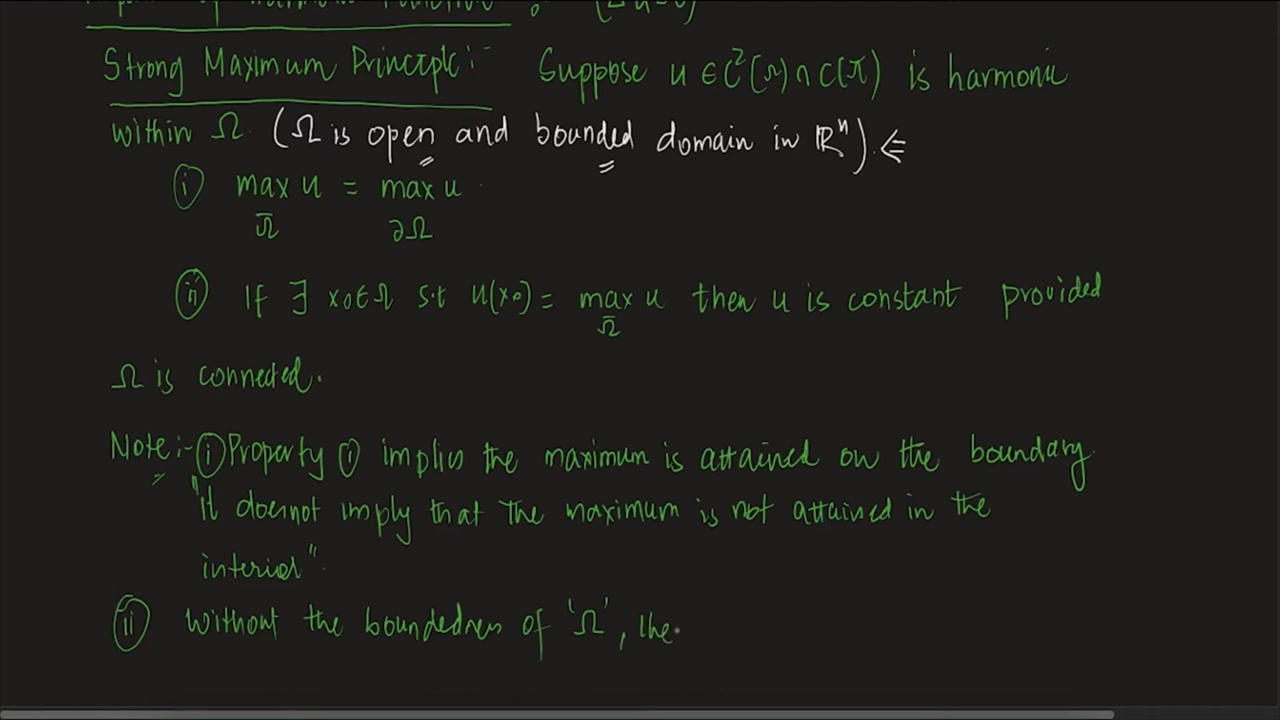 (Δu=0)
Strong Maximum Principle:- Suppose u ∈ C²(Ω) ∩ C(Ω̅) is harmonic
within Ω. (Ω is open and bounded domain in ℝⁿ). ⇐
(i) max u = max u
Ω̅ ∂Ω
(ii) If ∃ x₀ ∈ Ω s.t u(x₀) = max u then u is constant provided
Ω̅
Ω is connected.
Note:- (i) Property (i) implies the maximum is attained on the boundary.
"It doesnot imply that the maximum is not attained in the
interior".
(ii) Without the boundedness of 'Ω', the